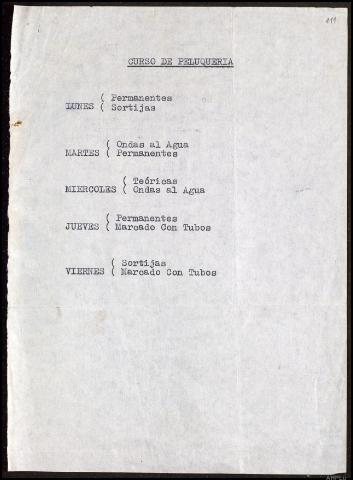 111
CURSO DE PELUQUERIA
LUNES ( Permanentes
( Sortijas
( Ondas al Agua
MARTES ( Permanentes
( Teóricas
MIERCOLES ( Ondas al Agua
( Permanentes
JUEVES ( Marcado Con Tubos
( Sortijas
VIERNES ( Marcado Con Tubos